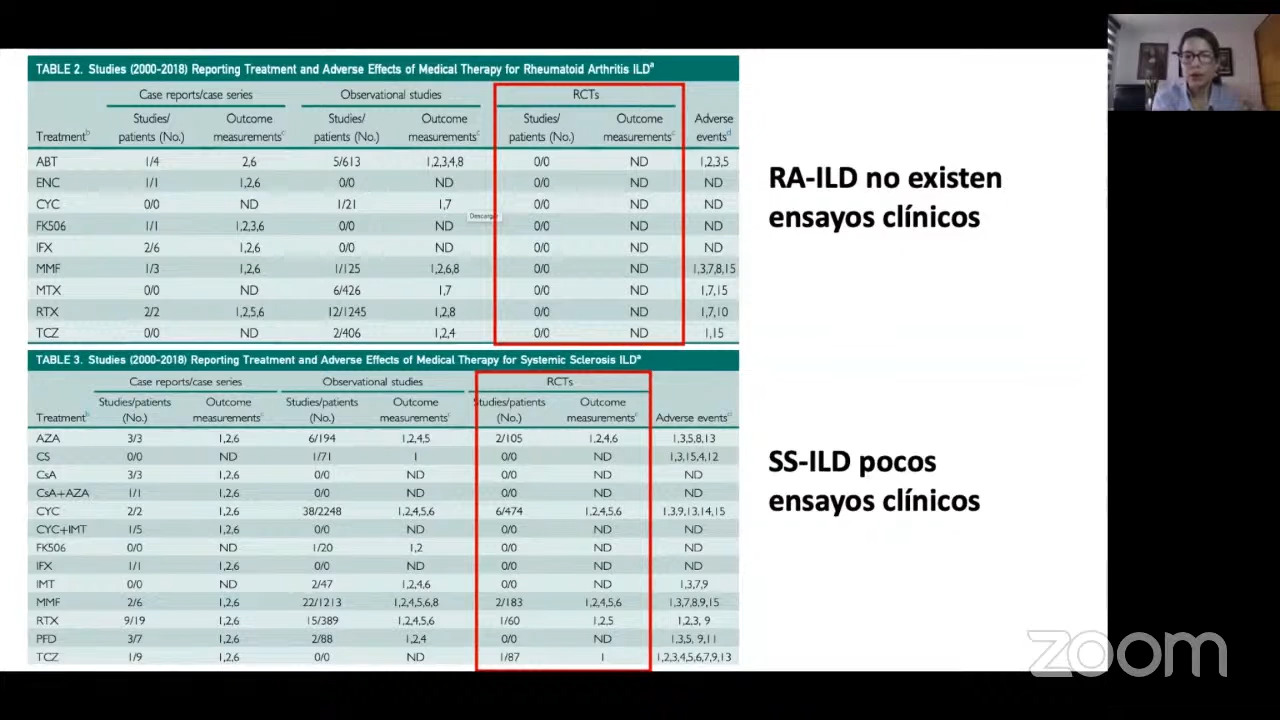 TABLE 2. Studies (2000-2018) Reporting Treatment and Adverse Effects of Medical Therapy for Rheumatoid Arthritis ILDa
Case reports/case series Observational studies RCTs
Studies/ Outcome Studies/ Outcome Studies/ Outcome Adverse
Treatmentb patients (No.) measurementsc patients (No.) measurementsc patients (No.) measurementsc eventsd
ABT 1/4 2,6 5/613 1,2,3,4,8 0/0 ND 1,2,3,5
ENC 1/1 1,2,6 0/0 ND 0/0 ND ND
CYC 0/0 ND 1/21 1,7 0/0 ND ND
Descargar
FK506 1/1 1,2,3,6 0/0 ND 0/0 ND ND
IFX 2/6 1,2,6 0/0 ND 0/0 ND ND
MMF 1/3 1,2,6 1/125 1,2,6,8 0/0 ND 1,3,7,8,15
MTX 0/0 ND 6/426 1,7 0/0 ND 1,7,15
RTX 2/2 1,2,5,6 12/1245 1,2,8 0/0 ND 1,7,10
TCZ 0/0 ND 2/406 1,2,4 0/0 ND 1,15
RA-ILD no existen
ensayos clínicos
TABLE 3. Studies (2000-2018) Reporting Treatment and Adverse Effects of Medical Therapy for Systemic Sclerosis ILDa
Case reports/case series Observational studies RCTs
Studies/patients Outcome Studies/patients Outcome Studies/patients Outcome
Treatmentb (No.) measurementsc (No.) measurementsc (No.) measurementsc Adverse eventsd
AZA 3/3 1,2,6 6/194 1,2,4,5 2/105 1,2,4,6 1,3,5,8,13
CS 0/0 ND 1/71 1 0/0 ND 1,3,15,4,12
CsA 3/3 1,2,6 0/0 ND 0/0 ND ND
CsA+AZA 1/1 1,2,6 0/0 ND 0/0 ND ND
CYC 2/2 1,2,6 38/2248 1,2,4,5,6 6/474 1,2,4,5,6 1,3,9,13,14,15
CYC+IMT 1/5 1,2,6 0/0 ND 0/0 ND ND
FK506 0/0 ND 1/20 1,2 0/0 ND ND
IFX 1/1 1,2,6 0/0 ND 0/0 ND ND
IMT 0/0 ND 2/47 1,2,4,6 0/0 ND 1,3,7,9
MMF 2/6 1,2,6 22/1213 1,2,4,5,6,8 2/183 1,2,4,5,6 1,3,7,8,9,15
RTX 9/19 1,2,6 15/389 1,2,4,5,6 1/60 1,2,5 1,2,3, 9
PFD 3/7 1,2,6 2/88 1,2,4 0/0 ND 1,3,5, 9,11
TCZ 1/9 1,2,6 0/0 ND 1/87 1 1,2,3,4,5,6,7,9,13
SS-ILD pocos
ensayos clínicos
zoom